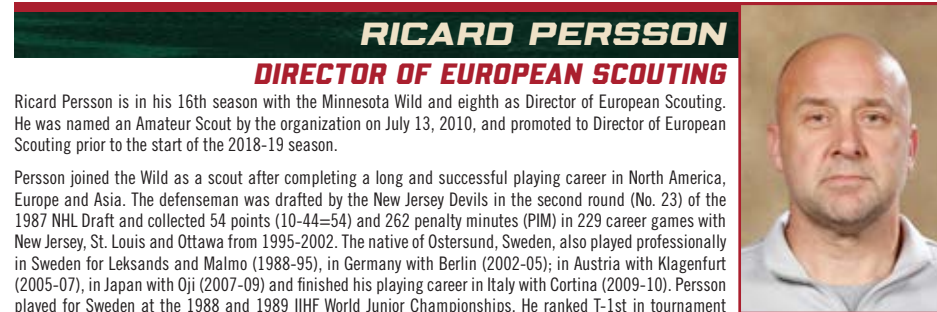 RICARD PERSSON
DIRECTOR OF EUROPEAN SCOUTING
Ricard Persson is in his 16th season with the Minnesota Wild and eighth as Director of European Scouting.
He was named an Amateur Scout by the organization on July 13, 2010, and promoted to Director of European
Scouting prior to the start of the 2018-19 season.
Persson joined the Wild as a scout after completing a long and successful playing career in North America,
Europe and Asia. The defenseman was drafted by the New Jersey Devils in the second round (No. 23) of the
1987 NHL Draft and collected 54 points (10-44=54) and 262 penalty minutes (PIM) in 229 career games with
New Jersey, St. Louis and Ottawa from 1995-2002. The native of Ostersund, Sweden, also played professionally
in Sweden for Leksands and Malmo (1988-95), in Germany with Berlin (2002-05); in Austria with Klagenfurt
(2005-07), in Japan with Oji (2007-09) and finished his playing career in Italy with Cortina (2009-10). Persson
played for Sweden at the 1988 and 1989 IIHF World Junior Championships. He ranked T-1st in tournament